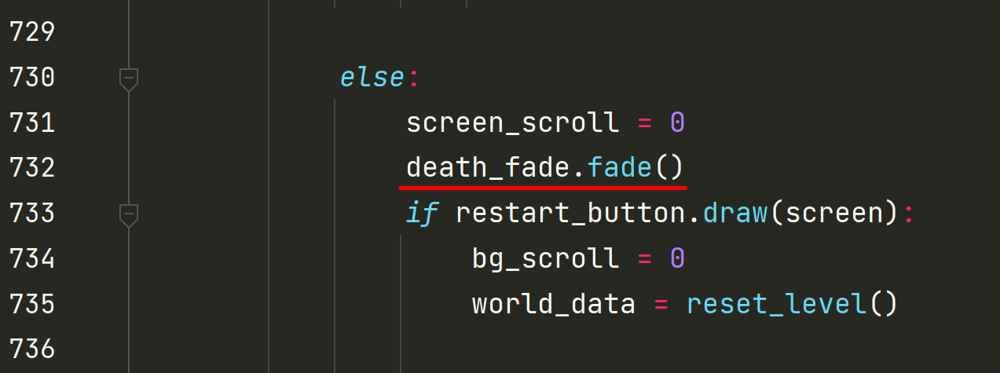 729
730 else:
731 screen_scroll = 0
732 death_fade.fade()
733 if restart_button.draw(screen):
734 bg_scroll = 0
735 world_data = reset_level()
736